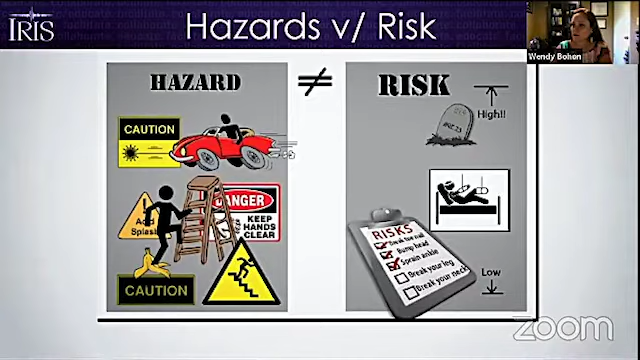 IRIS
Hazards v/ Risk
Wendy Bohon
HAZARD
≠
RISK
High!!
CAUTION
DANGER
KEEP
HANDS
CLEAR
Acid
Splash
CAUTION
RISKS
Bump head
Sprain ankle
Break your leg
Break your neck
Low
zoom